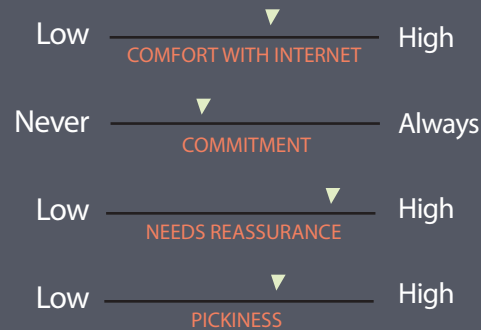 Low High
COMFORT WITH INTERNET
Never Always
COMMITMENT
Low High
NEEDS REASSURANCE
Low High
PICKINESS